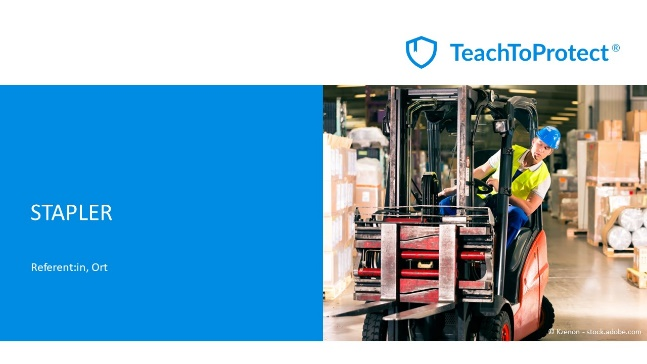 TeachToProtect®
STAPLER
Referent:in, Ort
© Kzenon – stock.adobe.com